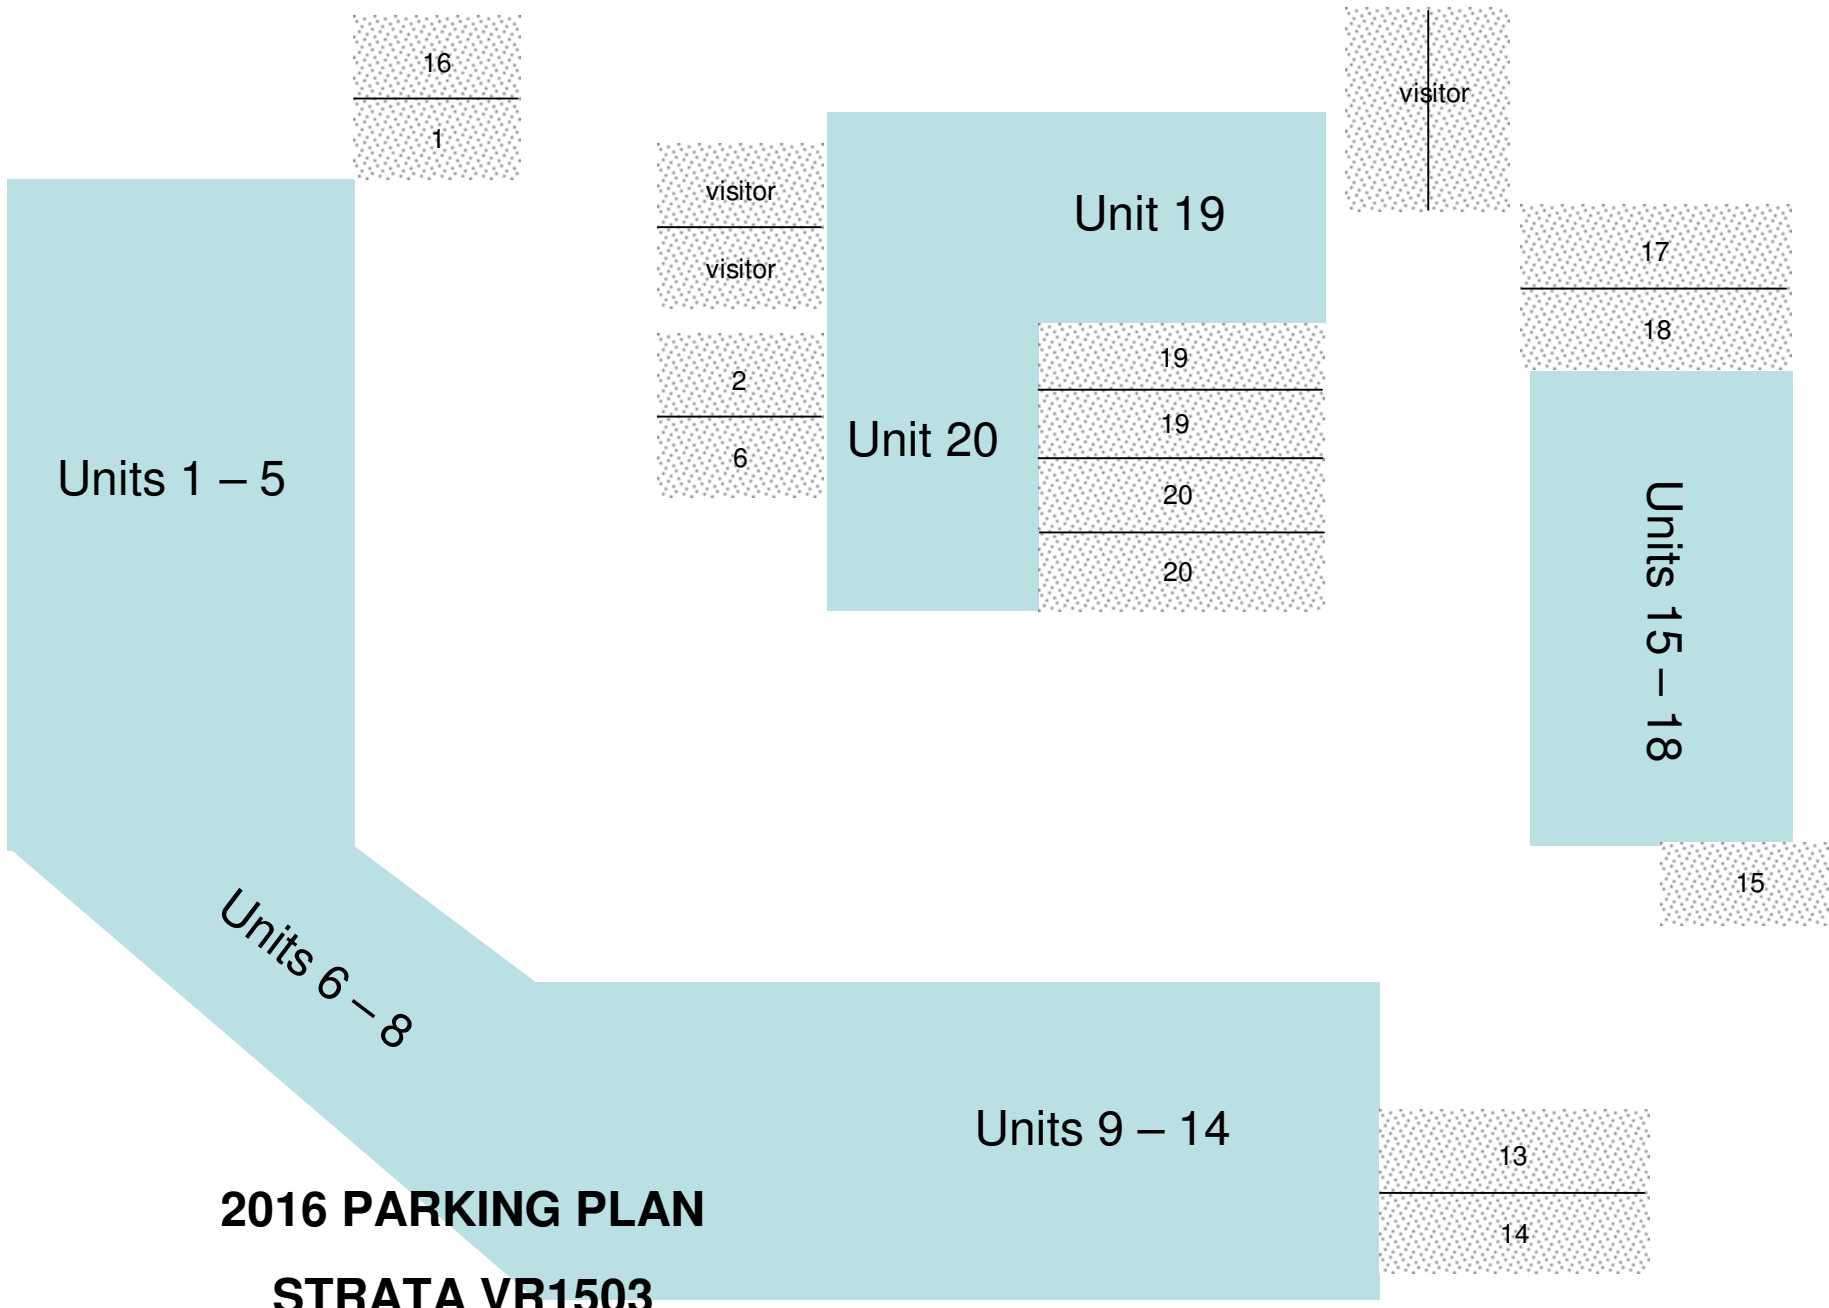 16
1
visitor
visitor
visitor
Unit 19
17
18
19
19
20
20
2
6
Unit 20
Units 1 – 5
Units 15 – 18
15
Units 6 – 8
Units 9 – 14
13
14
2016 PARKING PLAN
STRATA VR1503